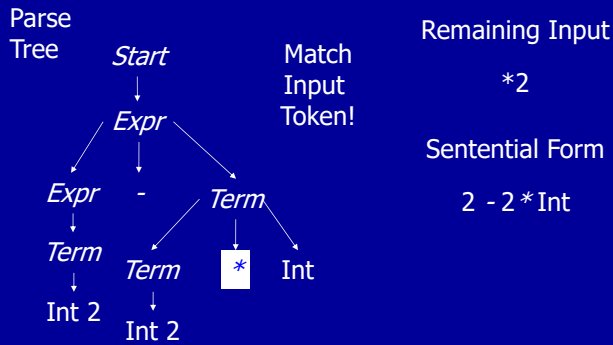 Parse
Tree
Start
Match
Input
Token!
Remaining Input
*2
Expr
Sentential Form
2 - 2 * Int
Expr - Term
Term
Term * Int
Int 2
Int 2